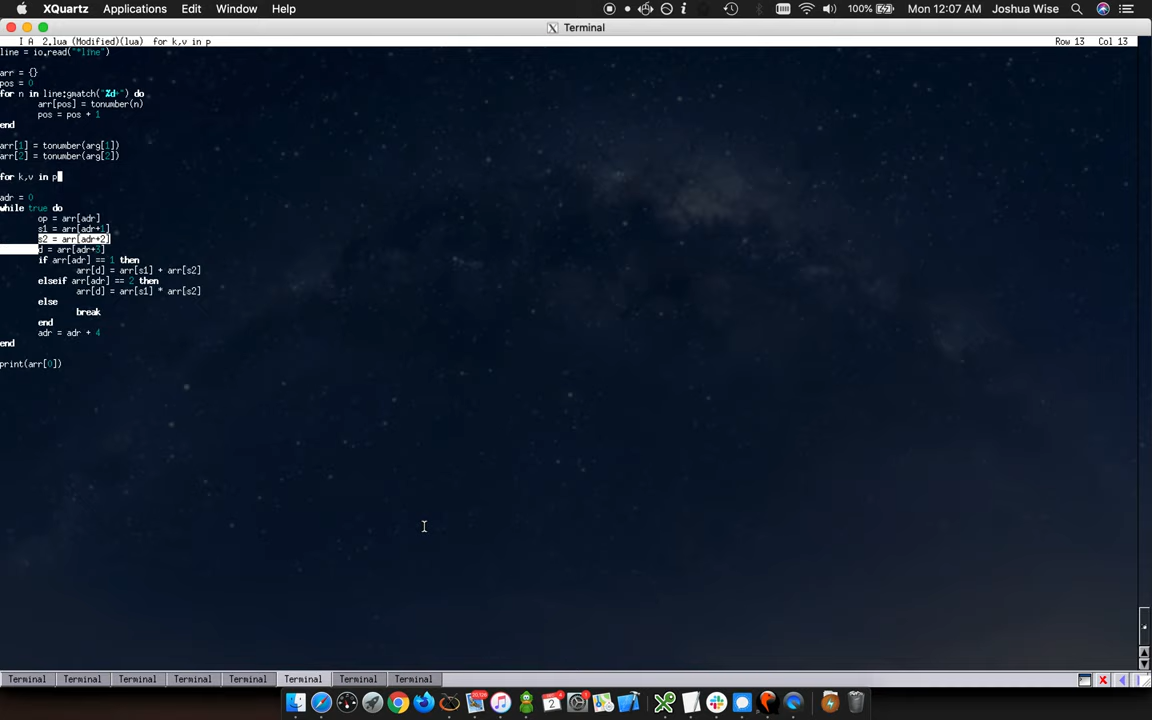 XQuartz Applications Edit Window Help
100% Mon 12:07 AM Joshua Wise
Terminal
I A 2.lua (Modified)(lua) for k,v in p Row 13 Col 13
line = io.read("*line")
arr = {}
pos = 0
for n in line:gmatch("%d+") do
arr[pos] = tonumber(n)
pos = pos + 1
end
arr[1] = tonumber(arg[1])
arr[2] = tonumber(arg[2])
for k,v in p
adr = 0
while true do
op = arr[adr]
s1 = arr[adr+1]
s2 = arr[adr+2]
d = arr[adr+3]
if arr[adr] == 1 then
arr[d] = arr[s1] + arr[s2]
elseif arr[adr] == 2 then
arr[d] = arr[s1] * arr[s2]
else
break
end
adr = adr + 4
end
print(arr[0])
Terminal Terminal Terminal Terminal Terminal Terminal Terminal Terminal